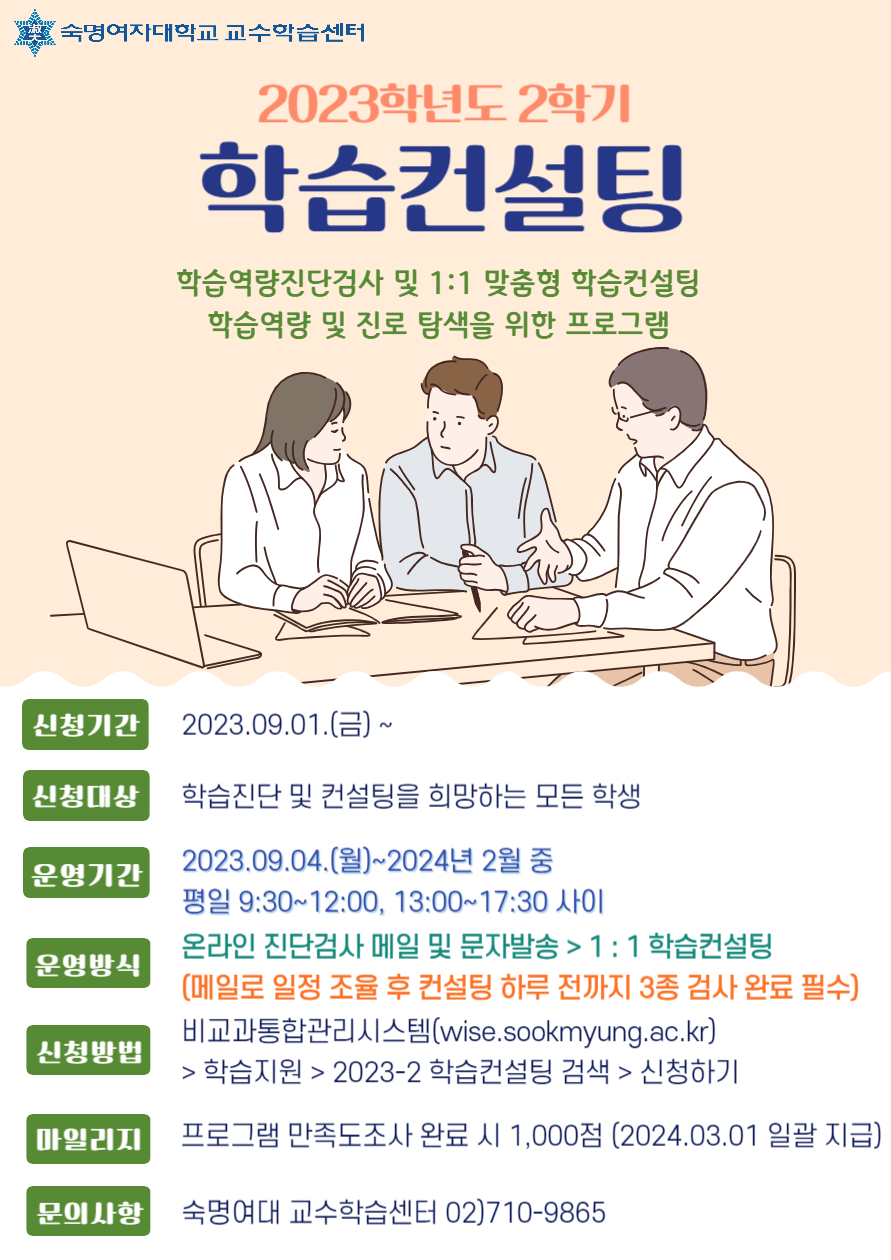 숙명여자대학교 교수학습센터
2023학년도 2학기
학습컨설팅
학습역량진단검사 및 1:1 맞춤형 학습컨설팅
학습역량 및 진로 탐색을 위한 프로그램
신청기간 2023.09.01.(금) ~
신청대상 학습진단 및 컨설팅을 희망하는 모든 학생
운영기간 2023.09.04.(월)~2024년 2월 중
평일 9:30~12:00, 13:00~17:30 사이
운영방식 온라인 진단검사 메일 및 문자발송 > 1 : 1 학습컨설팅
(메일로 일정 조율 후 컨설팅 하루 전까지 3종 검사 완료 필수)
신청방법 비교과통합관리시스템(wise.sookmyung.ac.kr)
> 학습지원 > 2023-2 학습컨설팅 검색 > 신청하기
마일리지 프로그램 만족도조사 완료 시 1,000점 (2024.03.01 일괄 지급)
문의사항 숙명여대 교수학습센터 02)710-9865